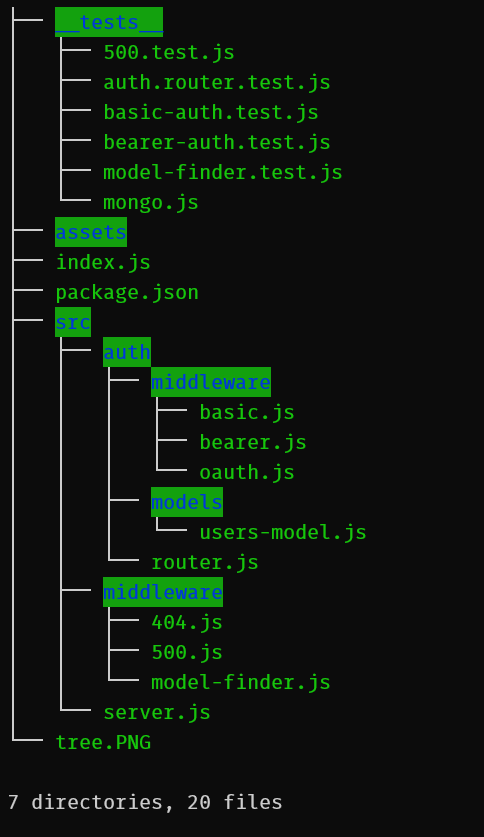 __tests__
500.test.js
auth.router.test.js
basic-auth.test.js
bearer-auth.test.js
model-finder.test.js
mongo.js
assets
index.js
package.json
src
auth
middleware
basic.js
bearer.js
oauth.js
models
users-model.js
router.js
middleware
404.js
500.js
model-finder.js
server.js
tree.PNG
7 directories, 20 files